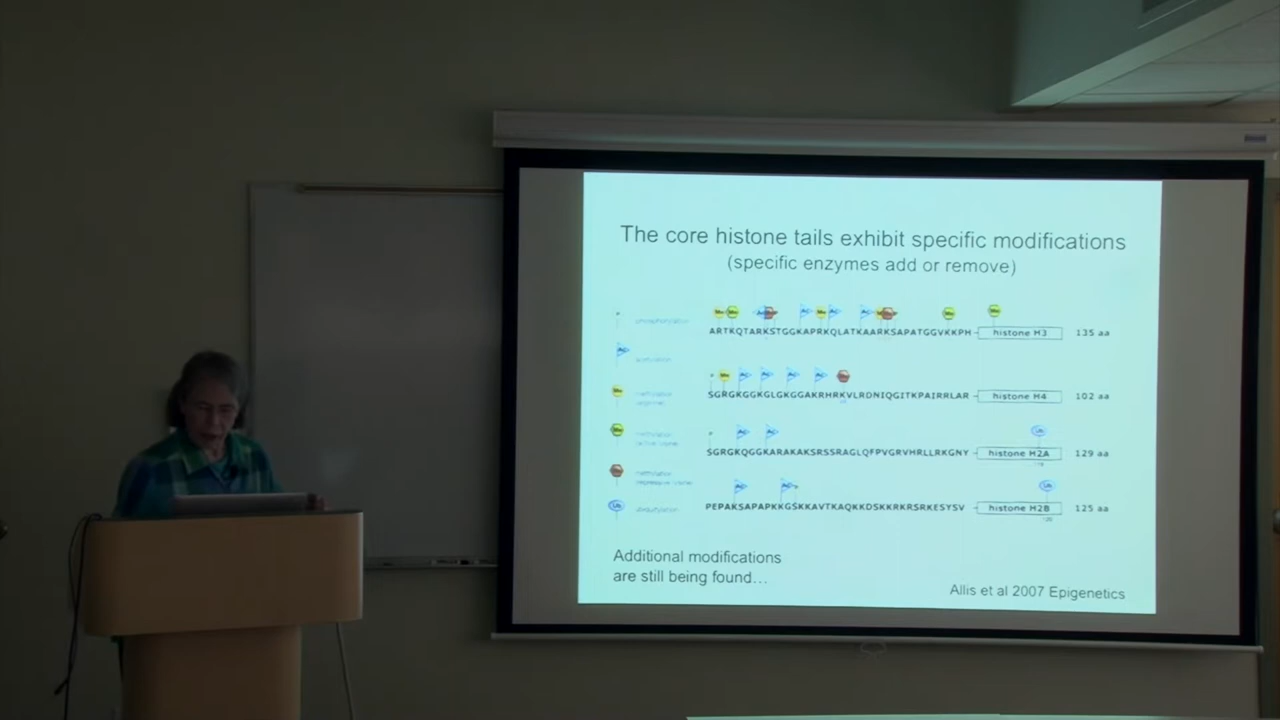 The core histone tails exhibit specific modifications
(specific enzymes add or remove)
ARTKQTARKSTGGKAPRKQLATKAARKSAPATGGVKKPH histone H3 135 aa
SGRGKGGKGLGKGGAKRHRKVLRDNIQGITKPAIRRLAR histone H4 102 aa
SGRGKQGGKARAKAKSRSSRAGLQFPVGRVHRLLRKGNY histone H2A 129 aa
PEPAKSAPAPKKGSKKAVTKAQKKDSKKRKRSRKESYSV histone H2B 125 aa
Additional modifications
are still being found...
Allis et al 2007 Epigenetics